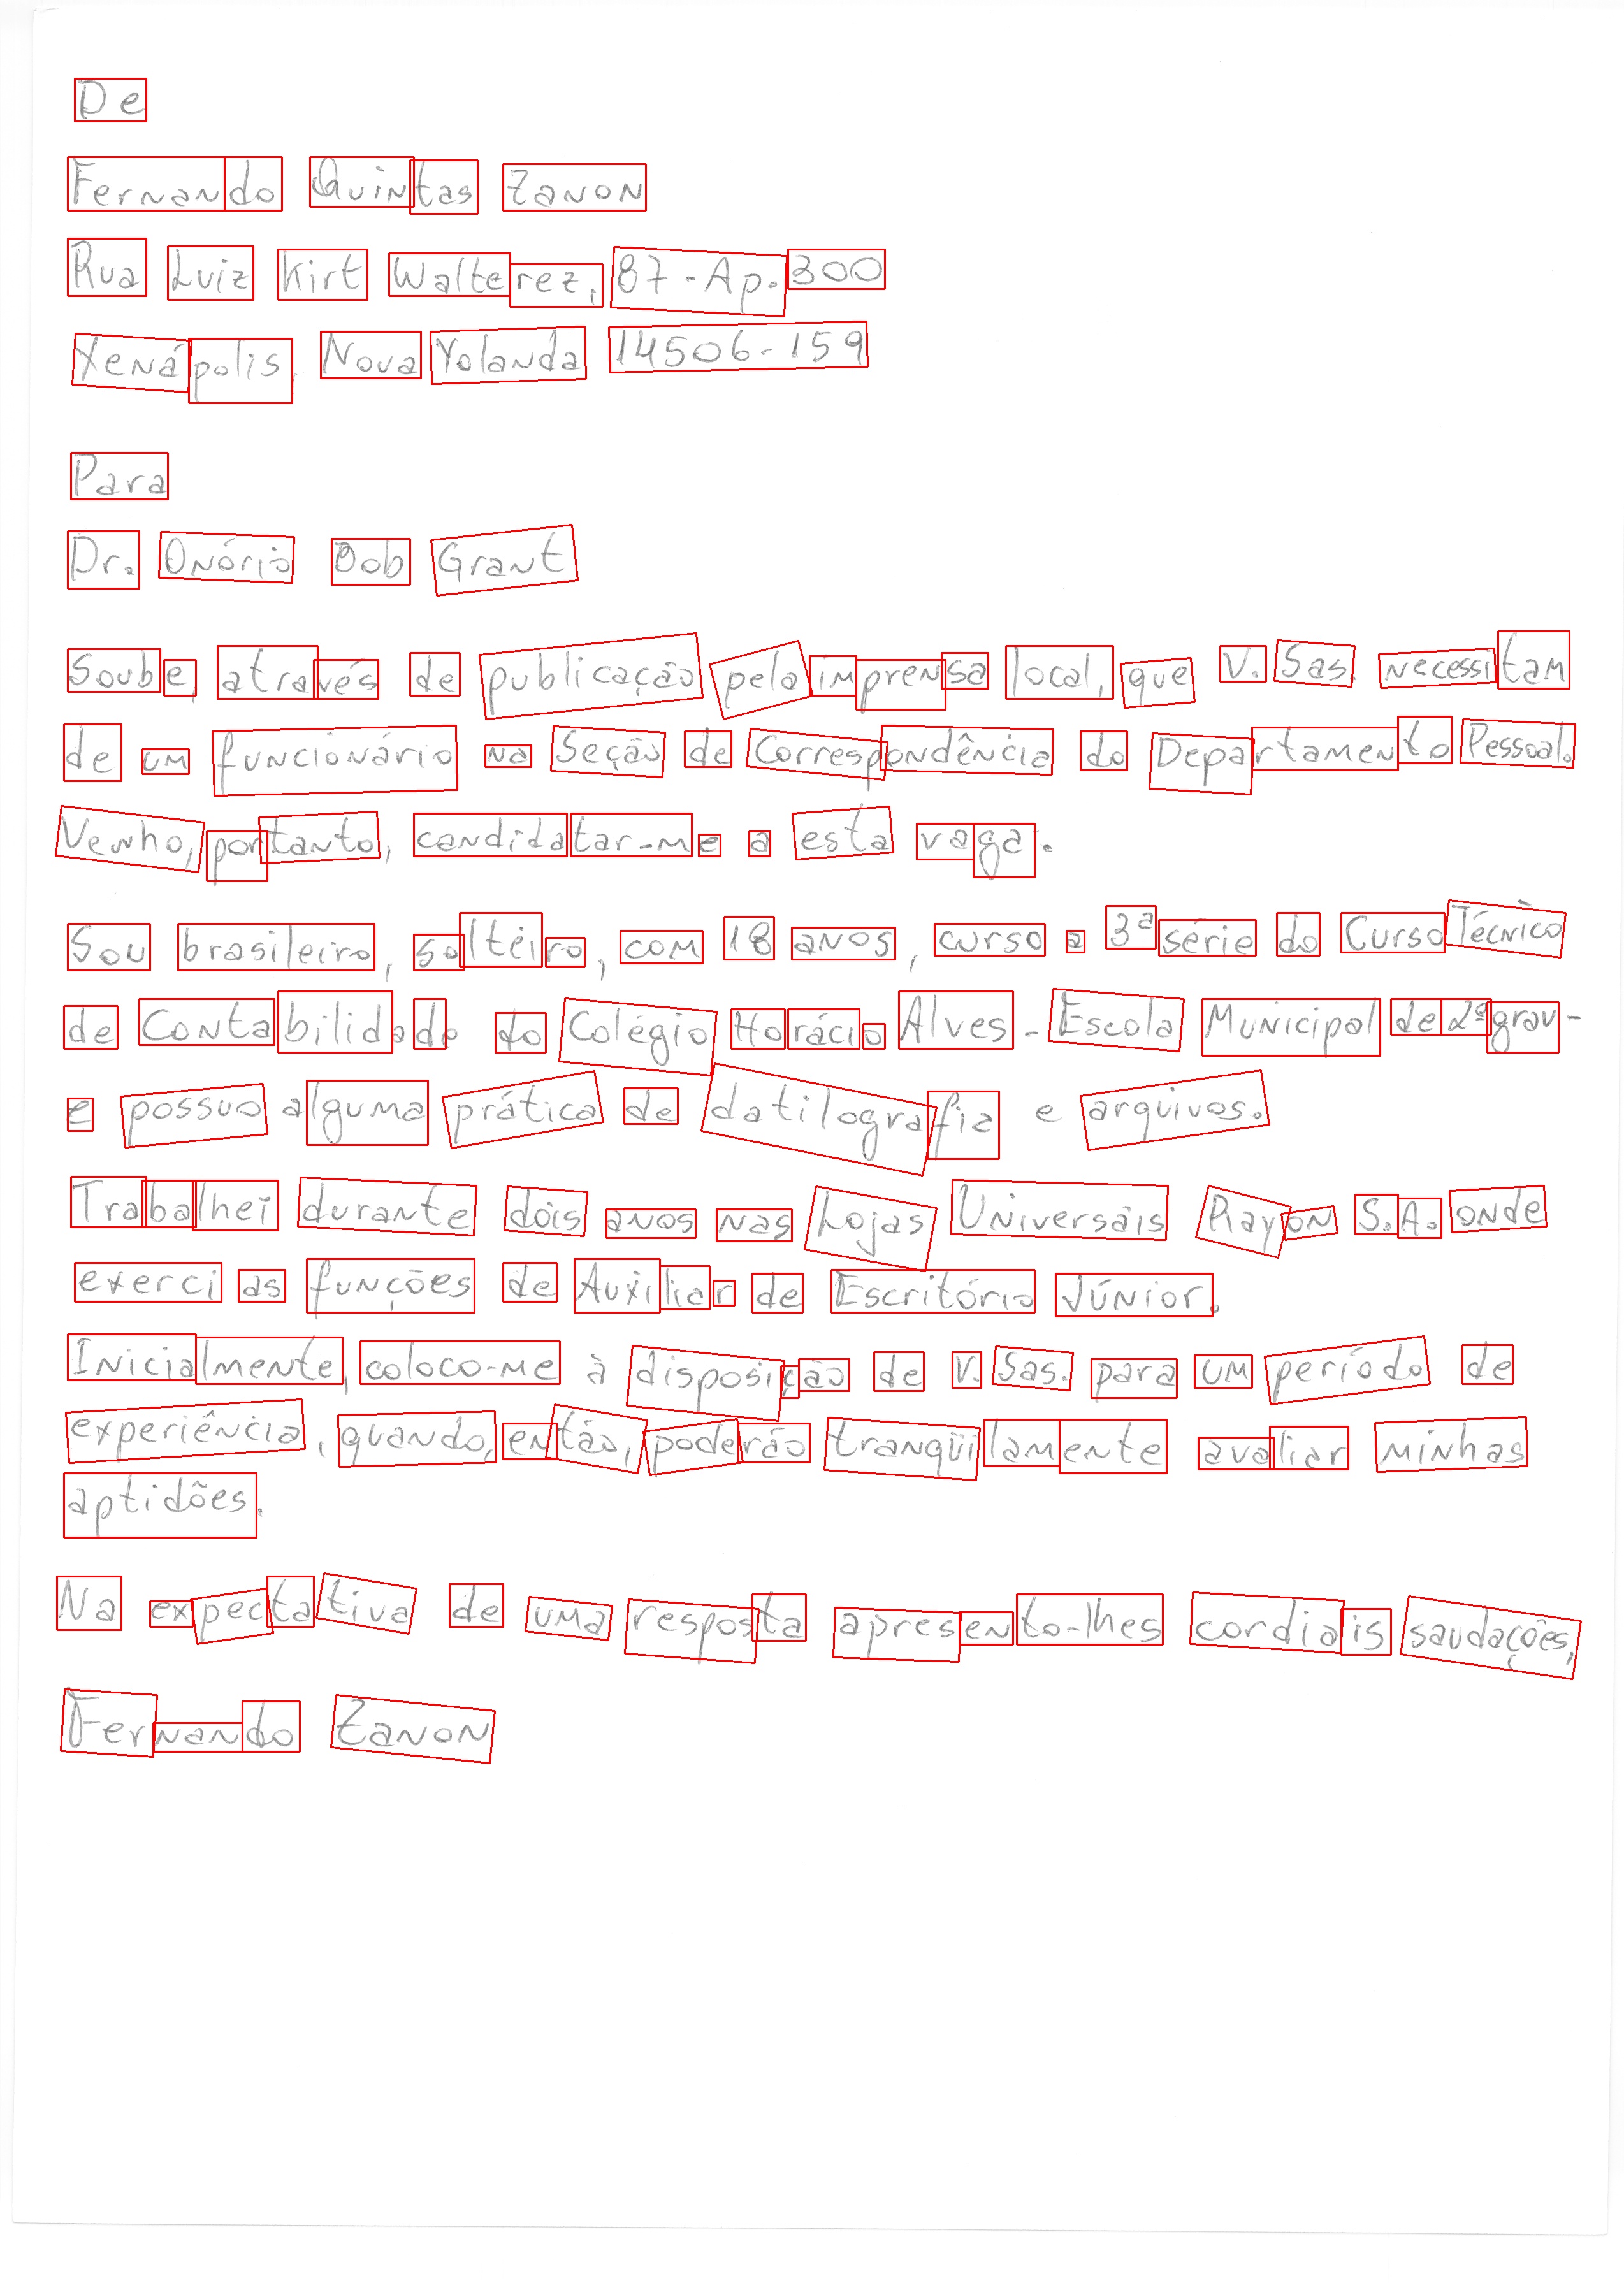 De
Fernando Quintas Zanon
Rua Luiz Kirt Walterez, 87 - Ap. 300
Xenápolis Nova Yolanda 14506-159
Para
Dr. Onório Bob Grant
Soube, através de publicação pela imprensa local, que V. Sas. necessitam
de um funcionário na Seção de Correspondência do Departamento Pessoal.
Venho, portanto, candidatar-me a esta vaga.
Sou brasileiro, solteiro, com 18 anos, curso a 3ª série do Curso Técnico
de Contabilidade do Colégio Horácio Alves - Escola Municipal de 2º grau -
e possuo alguma prática de datilografia e arquivos.
Trabalhei durante dois anos nas Lojas Universais Rayon S.A. onde
exerci as funções de Auxiliar de Escritório Júnior.
Inicialmente, coloco-me à disposição de V. Sas. para um período de
experiência, quando, então, poderão tranqüilamente avaliar minhas
aptidões.
Na expectativa de uma resposta apresento-lhes cordiais saudações,
Fernando Zanon